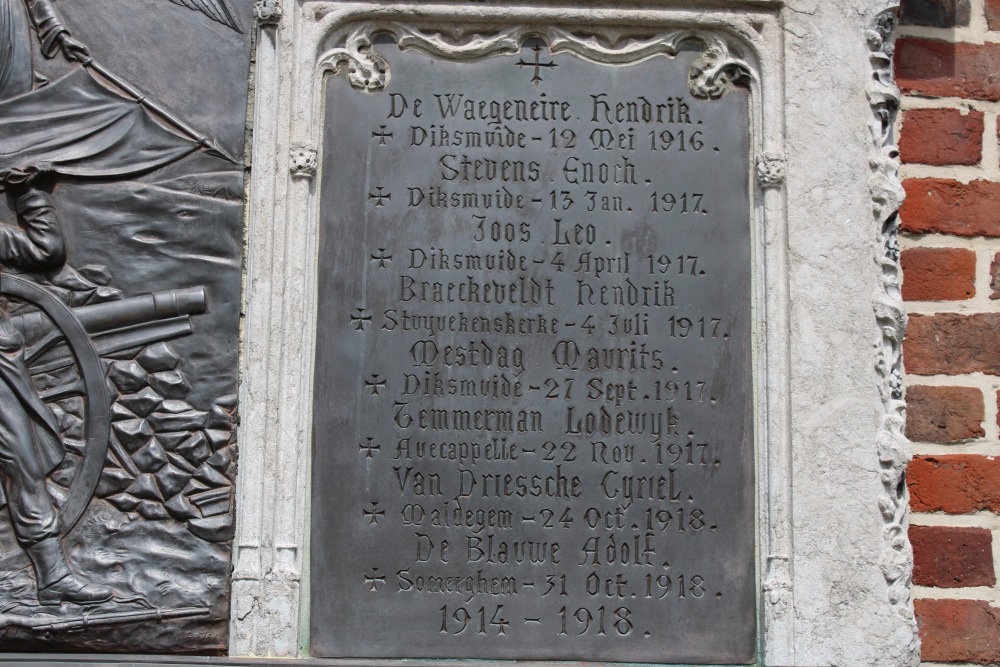 De Waegeneire Hendrik.
+ Diksmuide - 12 Mei 1916.
Stevens Enoch.
+ Diksmuide - 13 Jan. 1917.
Joos Leo.
+ Diksmuide - 4 April 1917.
Braeckeveldt Hendrik
+ Stuyvekenskerke - 4 Juli 1917.
Mestdag Maurits.
+ Diksmuide - 27 Sept. 1917.
Temmerman Lodewyk.
+ Avecappelle - 22 Nov. 1917.
Van Driessche Cyriel.
+ Maldegem - 24 Oct. 1918.
De Blauwe Adolf.
+ Somerghem - 31 Oct. 1918.
1914 - 1918.